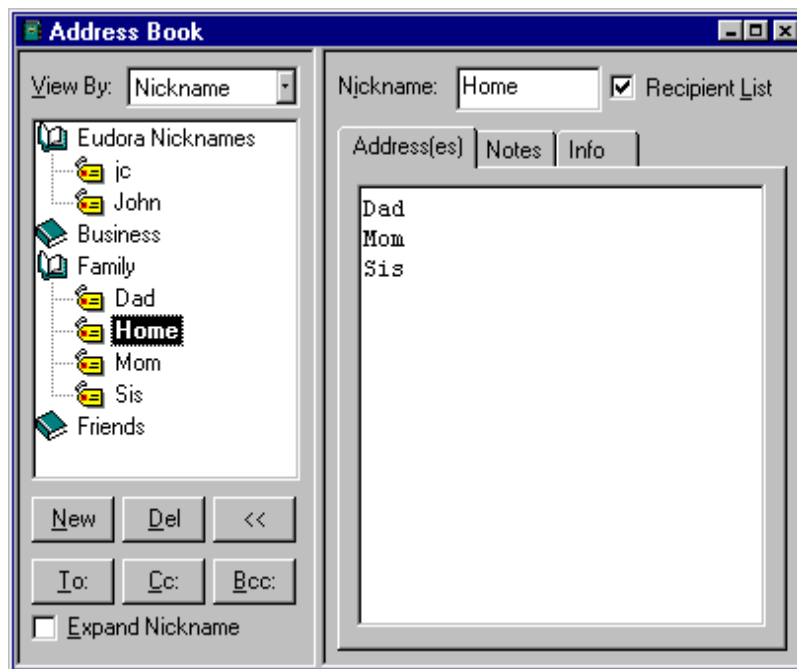 Address Book
View By: Nickname
Eudora Nicknames
jc
John
Business
Family
Dad
Home
Mom
Sis
Friends
New Del <<
To: Cc: Bcc:
Expand Nickname
Nickname: Home Recipient List
Address(es) Notes Info
Dad
Mom
Sis